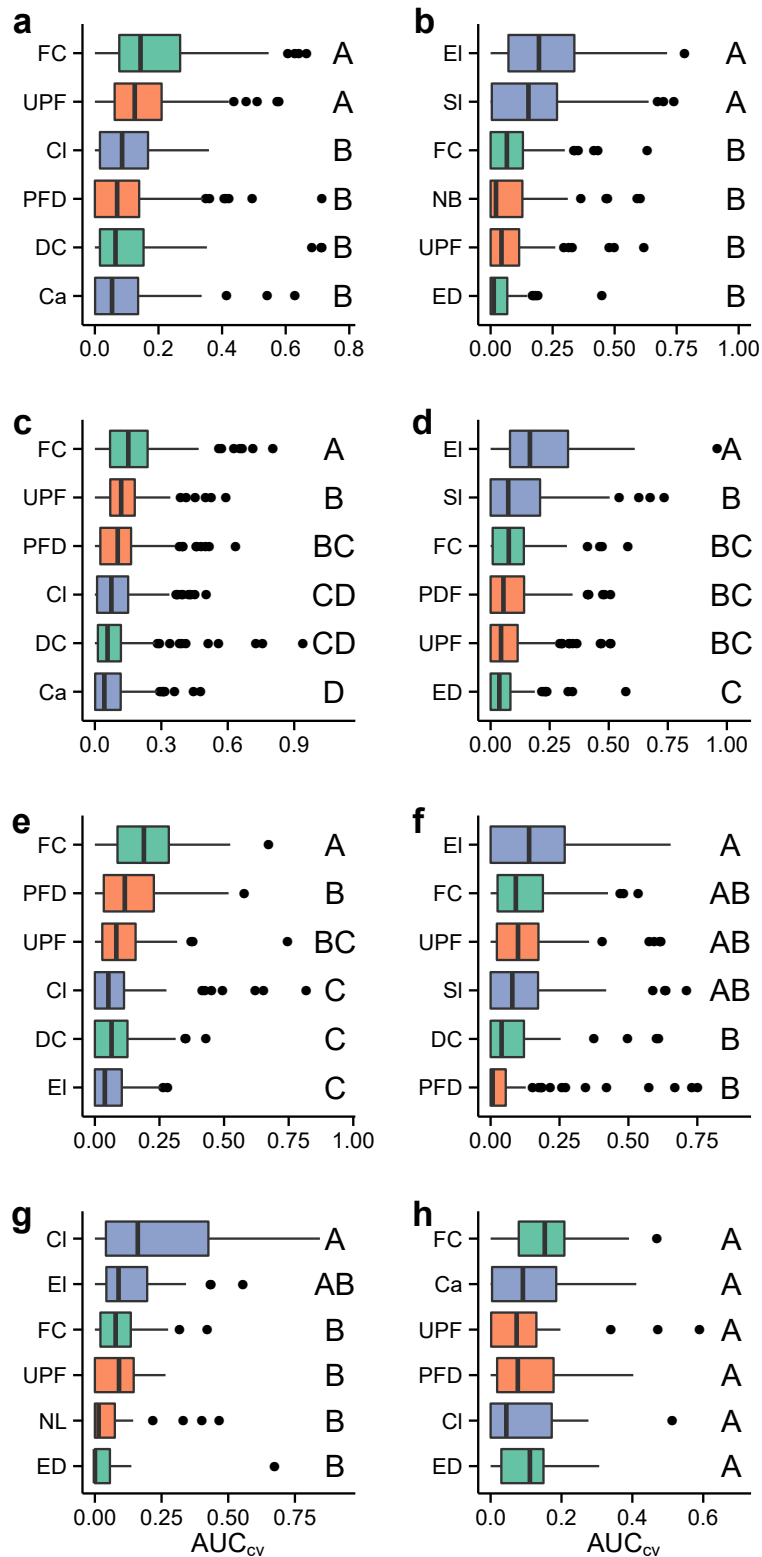 a
FC A
UPF A
CI B
PFD B
DC B
Ca B
0.0 0.2 0.4 0.6 0.8
b
EI A
SI A
FC B
NB B
UPF B
ED B
0.00 0.25 0.50 0.75 1.00
c
FC A
UPF B
PFD BC
CI CD
DC CD
Ca D
0.0 0.3 0.6 0.9
d
EI A
SI B
FC BC
PDF BC
UPF BC
ED C
0.00 0.25 0.50 0.75 1.00
e
FC A
PFD B
UPF BC
CI C
DC C
EI C
0.00 0.25 0.50 0.75 1.00
f
EI A
FC AB
UPF AB
SI AB
DC B
PFD B
0.00 0.25 0.50 0.75
g
CI A
EI AB
FC B
UPF B
NL B
ED B
0.00 0.25 0.50 0.75
AUCcv
h
FC A
Ca A
UPF A
PFD A
CI A
ED A
0.0 0.2 0.4 0.6
AUCcv